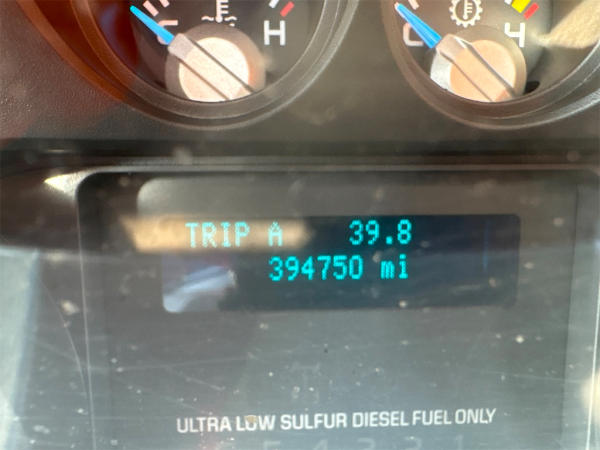 C H
C H
TRIP A 39.8
394750 mi
ULTRA LOW SULFUR DIESEL FUEL ONLY